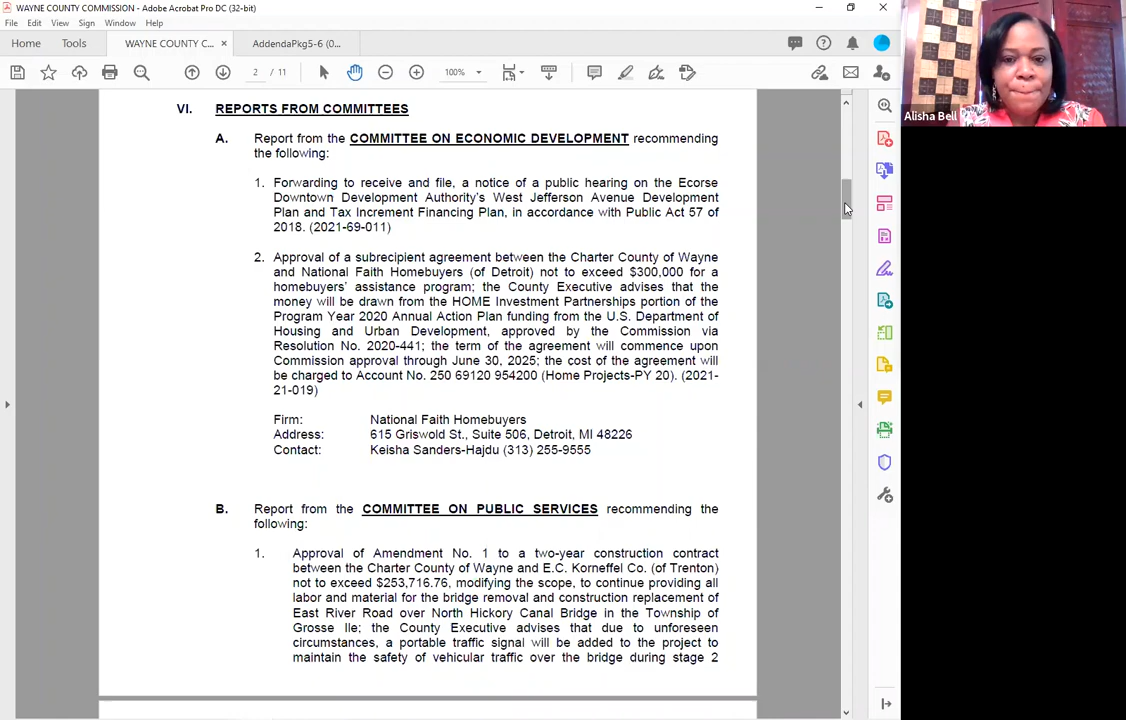 WAYNE COUNTY COMMISSION - Adobe Acrobat Pro DC (32-bit)
File Edit View Sign Window Help
Home Tools WAYNE COUNTY C... × AddendaPkg5-6 (0...
2 / 11 100%
VI. REPORTS FROM COMMITTEES
A. Report from the COMMITTEE ON ECONOMIC DEVELOPMENT recommending
the following:
1. Forwarding to receive and file, a notice of a public hearing on the Ecorse
Downtown Development Authority's West Jefferson Avenue Development
Plan and Tax Increment Financing Plan, in accordance with Public Act 57 of
2018. (2021-69-011)
2. Approval of a subrecipient agreement between the Charter County of Wayne
and National Faith Homebuyers (of Detroit) not to exceed $300,000 for a
homebuyers' assistance program; the County Executive advises that the
money will be drawn from the HOME Investment Partnerships portion of the
Program Year 2020 Annual Action Plan funding from the U.S. Department of
Housing and Urban Development, approved by the Commission via
Resolution No. 2020-441; the term of the agreement will commence upon
Commission approval through June 30, 2025; the cost of the agreement will
be charged to Account No. 250 69120 954200 (Home Projects-PY 20). (2021-
21-019)
Firm: National Faith Homebuyers
Address: 615 Griswold St., Suite 506, Detroit, MI 48226
Contact: Keisha Sanders-Hajdu (313) 255-9555
B. Report from the COMMITTEE ON PUBLIC SERVICES recommending the
following:
1. Approval of Amendment No. 1 to a two-year construction contract
between the Charter County of Wayne and E.C. Korneffel Co. (of Trenton)
not to exceed $253,716.76, modifying the scope, to continue providing all
labor and material for the bridge removal and construction replacement of
East River Road over North Hickory Canal Bridge in the Township of
Grosse Ile; the County Executive advises that due to unforeseen
circumstances, a portable traffic signal will be added to the project to
maintain the safety of vehicular traffic over the bridge during stage 2
Alisha Bell